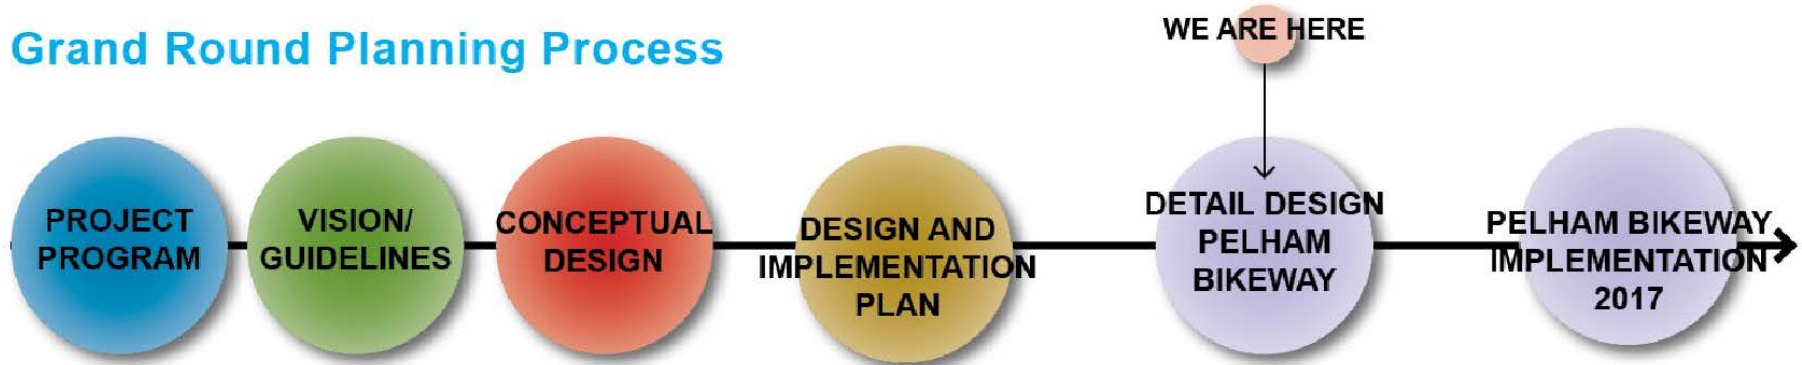 Grand Round Planning Process
WE ARE HERE
PROJECT
PROGRAM
VISION/
GUIDELINES
CONCEPTUAL
DESIGN
DESIGN AND
IMPLEMENTATION
PLAN
DETAIL DESIGN
PELHAM
BIKEWAY
PELHAM BIKEWAY
IMPLEMENTATION
2017